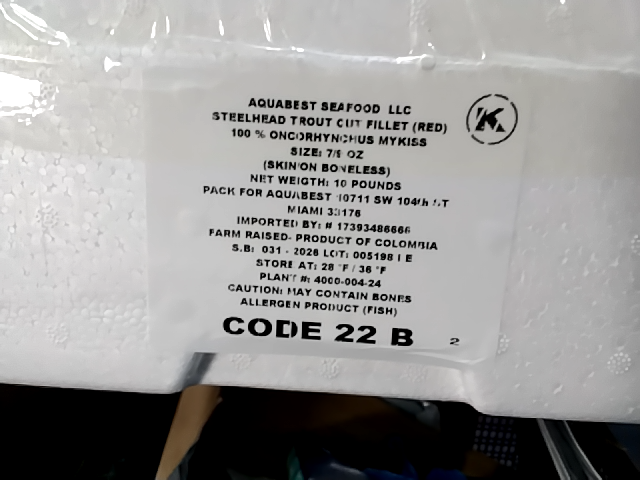 AQUABEST SEAFOOD LLC
STEELHEAD TROUT CUT FILLET (RED)
K
100 % ONCORHYNCHUS MYKISS
SIZE: 7/9 OZ
(SKIN ON BONELESS)
NET WEIGTH: 10 POUNDS
PACK FOR AQUABEST 10711 SW 104th ST
MIAMI 33176
IMPORTED BY: # 17393486666
FARM RAISED- PRODUCT OF COLOMBIA
S.B: 031 - 2026 LOT: 005198 E
STORE AT: 28 °F / 36 °F
PLANT #: 4000-004-24
CAUTION: MAY CONTAIN BONES
ALLERGEN PRODUCT (FISH)
CODE 22 B 2